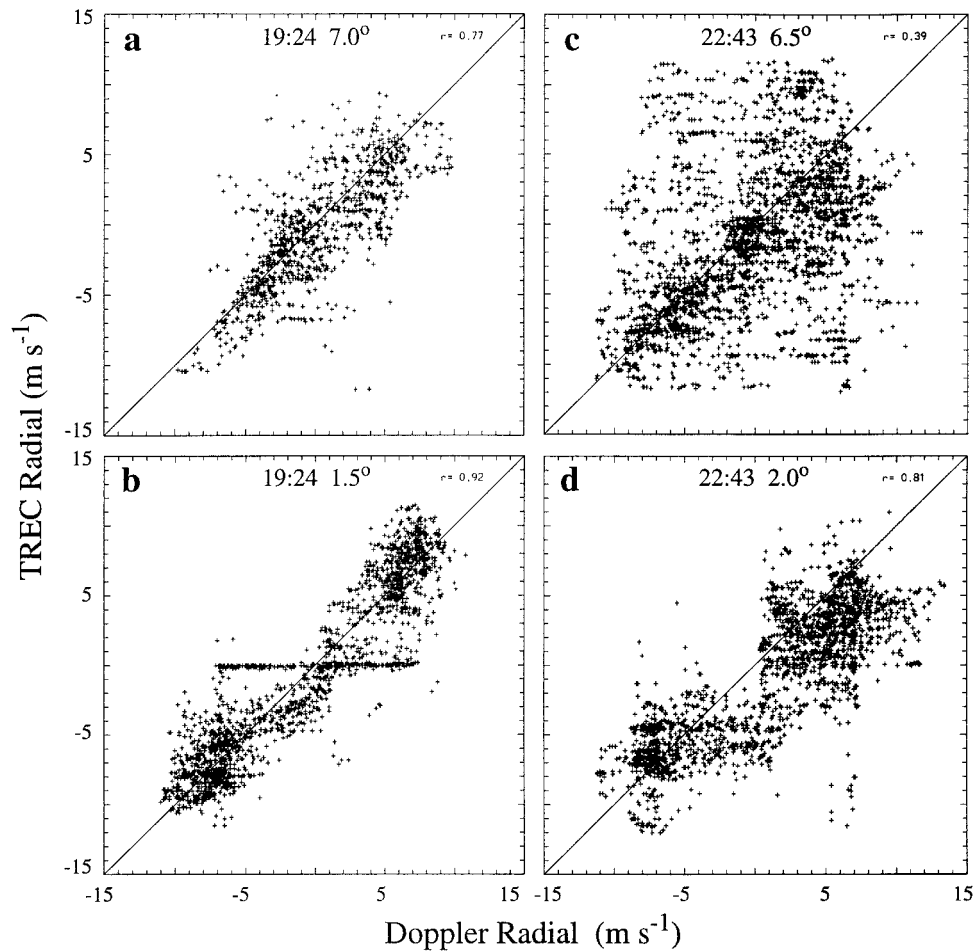 15
a
19:24 7.0°
r= 0.77
c
22:43 6.5°
r= 0.39
5
-5
-15
15
b
19:24 1.5°
r= 0.92
d
22:43 2.0°
r= 0.81
5
-5
-15
-15 -5 5 15
-15 -5 5 15
TREC Radial (m s⁻¹)
Doppler Radial (m s⁻¹)